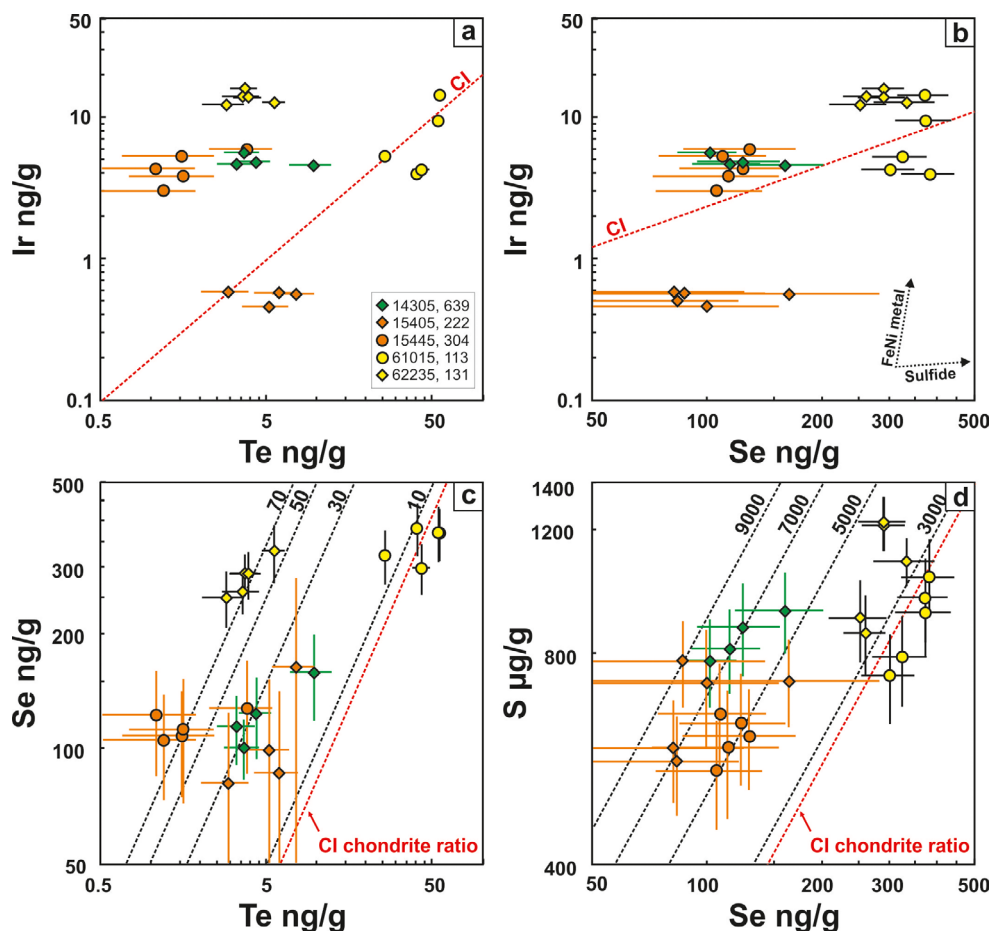 a
50
10
1
0.1
Ir ng/g
CI
14305, 639
15405, 222
15445, 304
61015, 113
62235, 131
0.5
5
50
Te ng/g
b
50
10
1
0.1
Ir ng/g
CI
FeNi metal
Sulfide
50
100
200
300
500
Se ng/g
c
500
300
200
100
50
Se ng/g
70
50
30
10
CI chondrite ratio
0.5
5
50
Te ng/g
d
1400
1200
800
400
S µg/g
9000
7000
5000
3000
CI chondrite ratio
50
100
200
300
500
Se ng/g